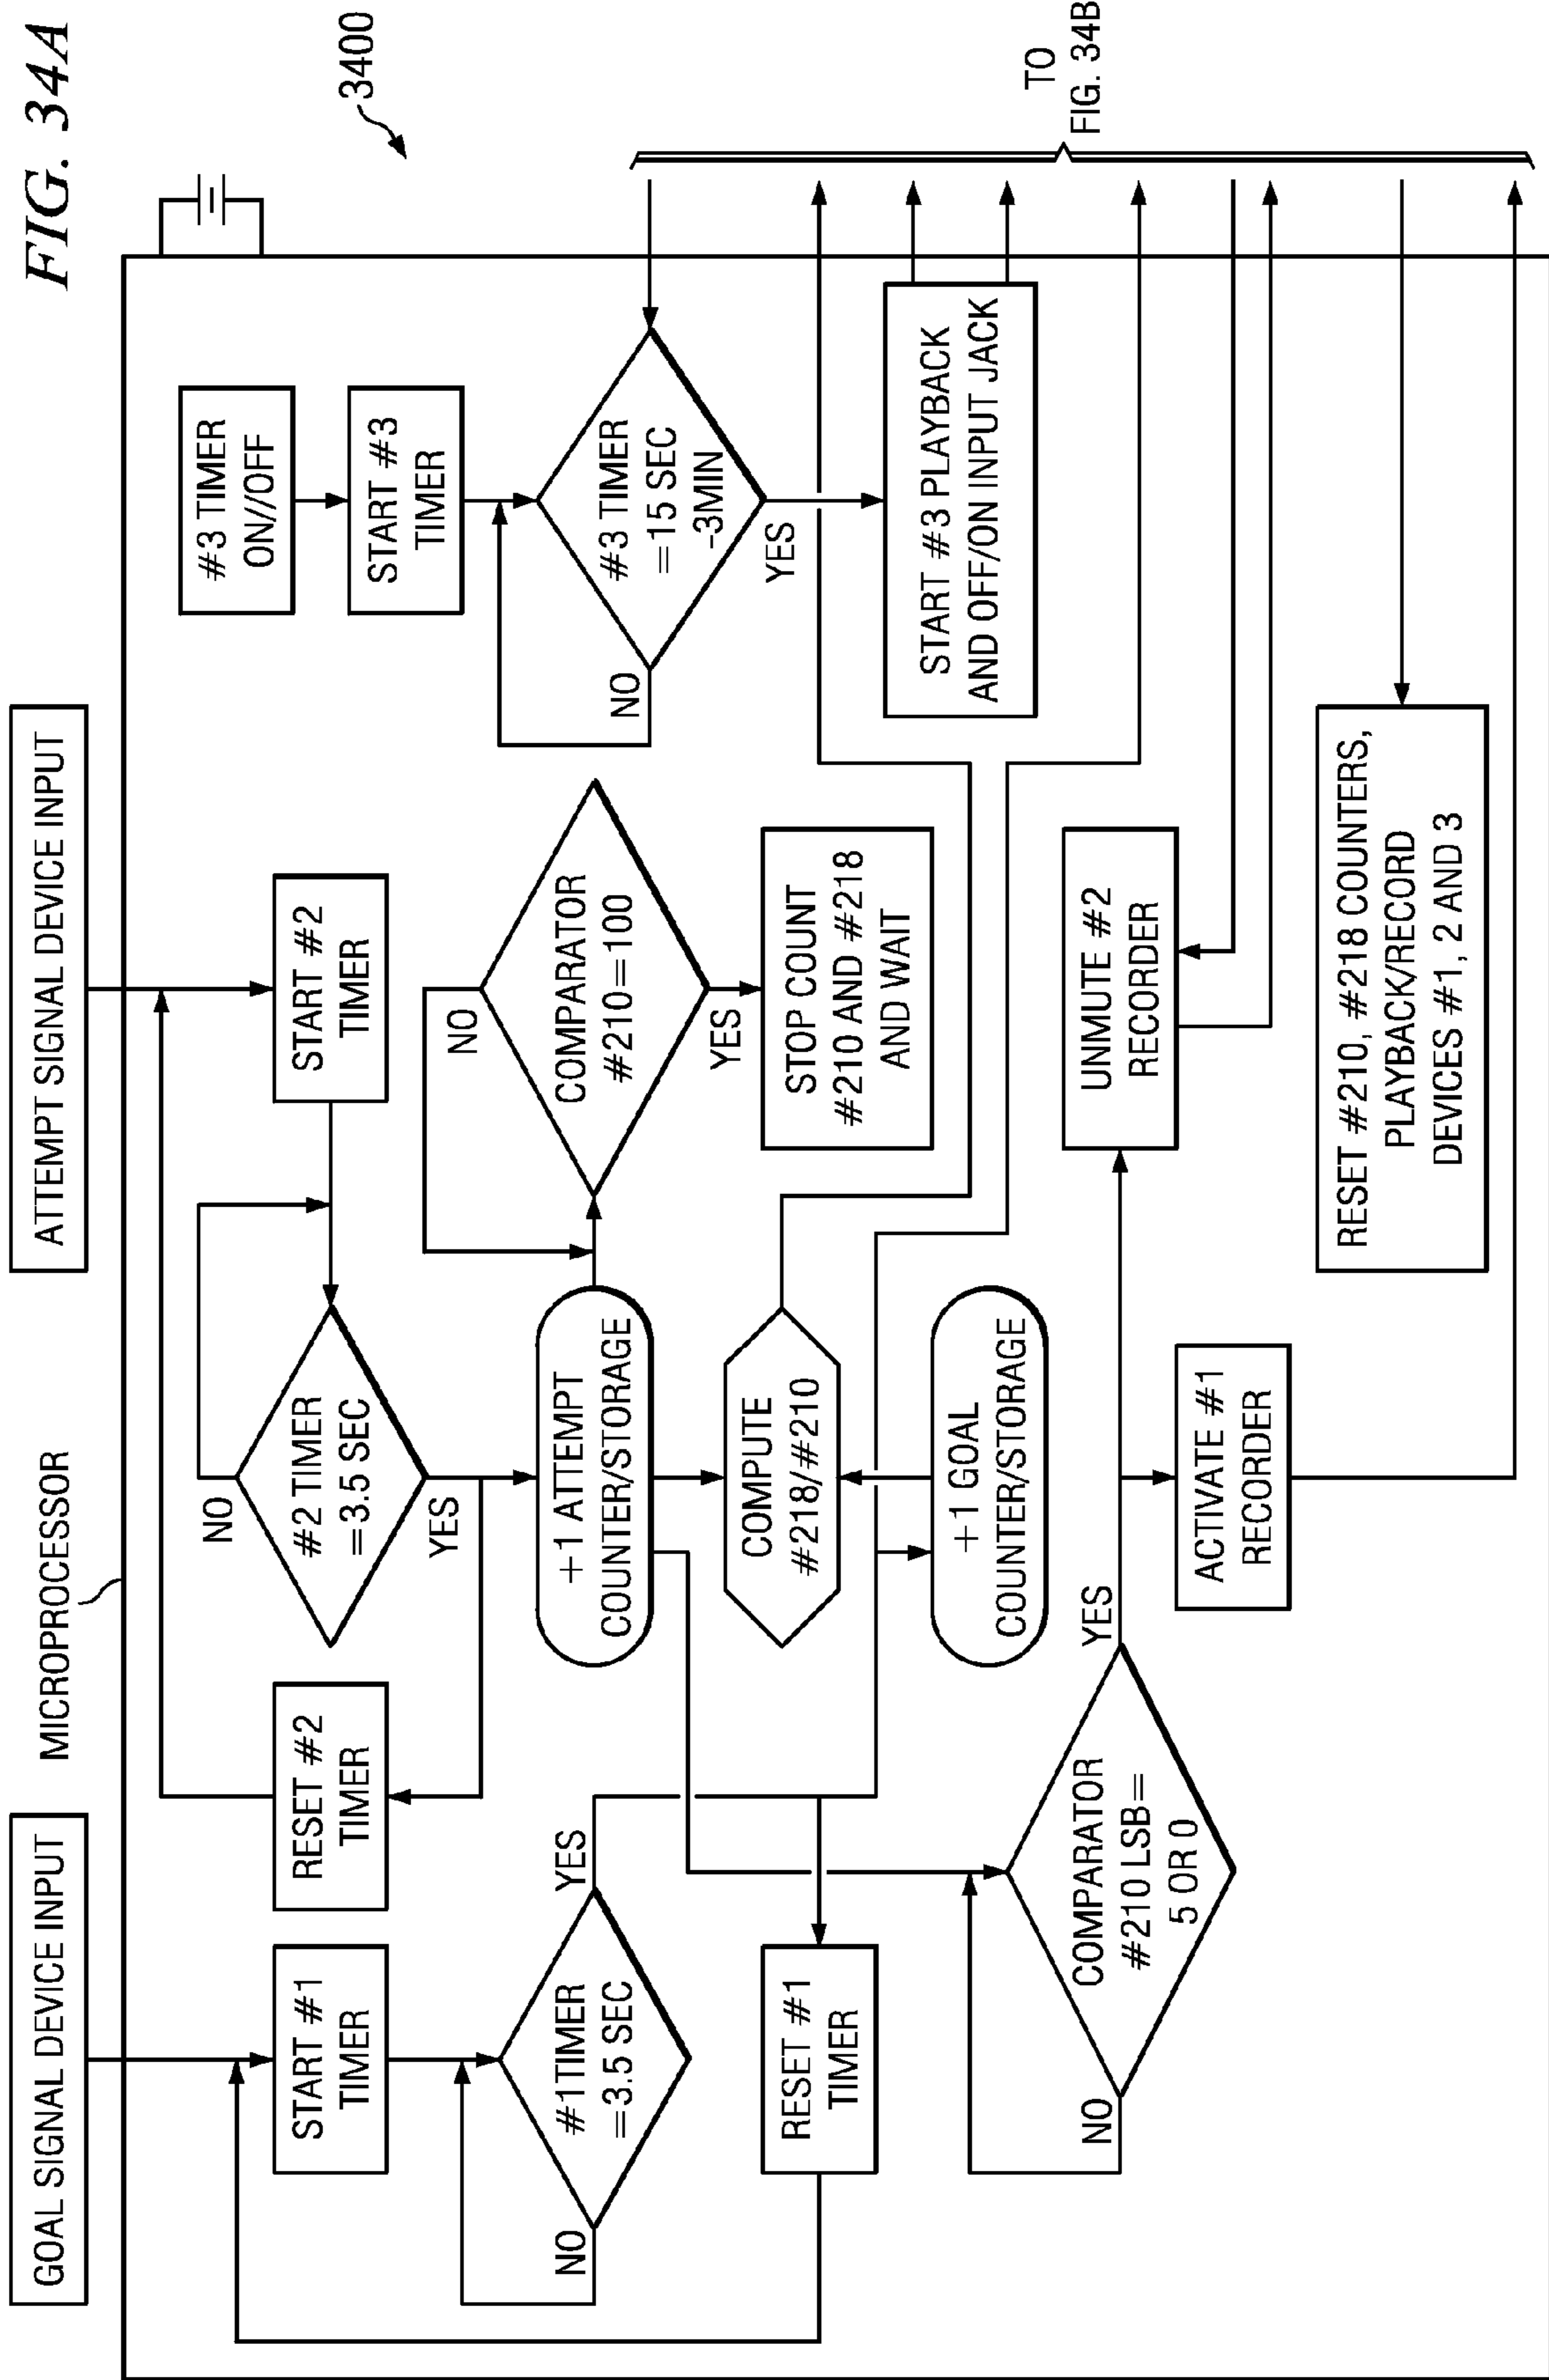 FIG. 34A
3400
GOAL SIGNAL DEVICE INPUT
MICROPROCESSOR
ATTEMPT SIGNAL DEVICE INPUT
START #1
TIMER
RESET #2
TIMER
#2 TIMER
=3.5 SEC
NO
YES
START #2
TIMER
#3 TIMER
ON//OFF
START #3
TIMER
#1TIMER
=3.5 SEC
NO
YES
+1 ATTEMPT
COUNTER/STORAGE
COMPARATOR
#210=100
NO
YES
#3 TIMER
=15 SEC
-3MIN
NO
YES
RESET #1
TIMER
COMPUTE
#218/#210
STOP COUNT
#210 AND #218
AND WAIT
START #3 PLAYBACK
AND OFF/ON INPUT JACK
+1 GOAL
COUNTER/STORAGE
COMPARATOR
#210 LSB=
5 OR 0
NO
YES
UNMUTE #2
RECORDER
ACTIVATE #1
RECORDER
RESET #210, #218 COUNTERS,
PLAYBACK/RECORD
DEVICES #1, 2 AND 3
TO
FIG. 34B